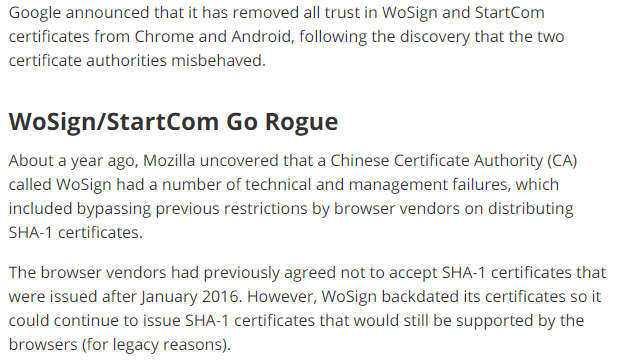 Google announced that it has removed all trust in WoSign and StartCom
certificates from Chrome and Android, following the discovery that the two
certificate authorities misbehaved.
WoSign/StartCom Go Rogue
About a year ago, Mozilla uncovered that a Chinese Certificate Authority (CA)
called WoSign had a number of technical and management failures, which
included bypassing previous restrictions by browser vendors on distributing
SHA-1 certificates.
The browser vendors had previously agreed not to accept SHA-1 certificates that
were issued after January 2016. However, WoSign backdated its certificates so it
could continue to issue SHA-1 certificates that would still be supported by the
browsers (for legacy reasons).